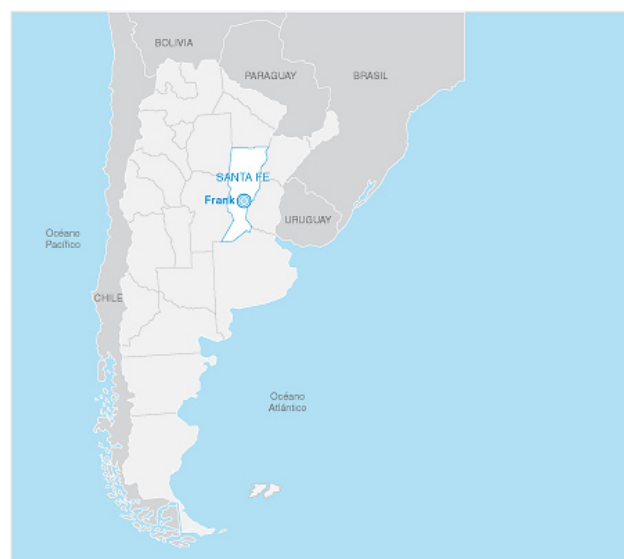 BOLIVIA
PARAGUAY
BRASIL
SANTA FE
Frank
URUGUAY
Océano
Pacífico
CHILE
Océano
Atlántico